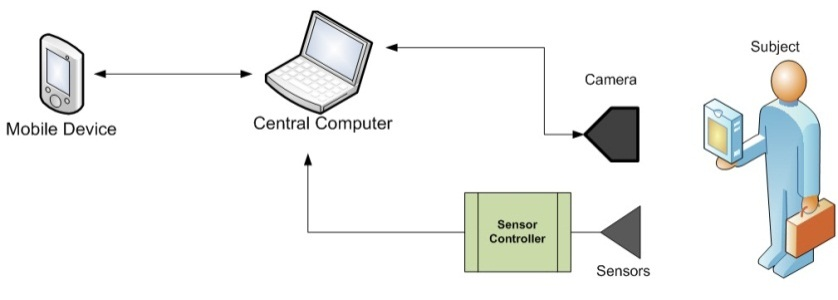 Subject
Camera
Mobile Device
Central Computer
Sensor
Controller
Sensors